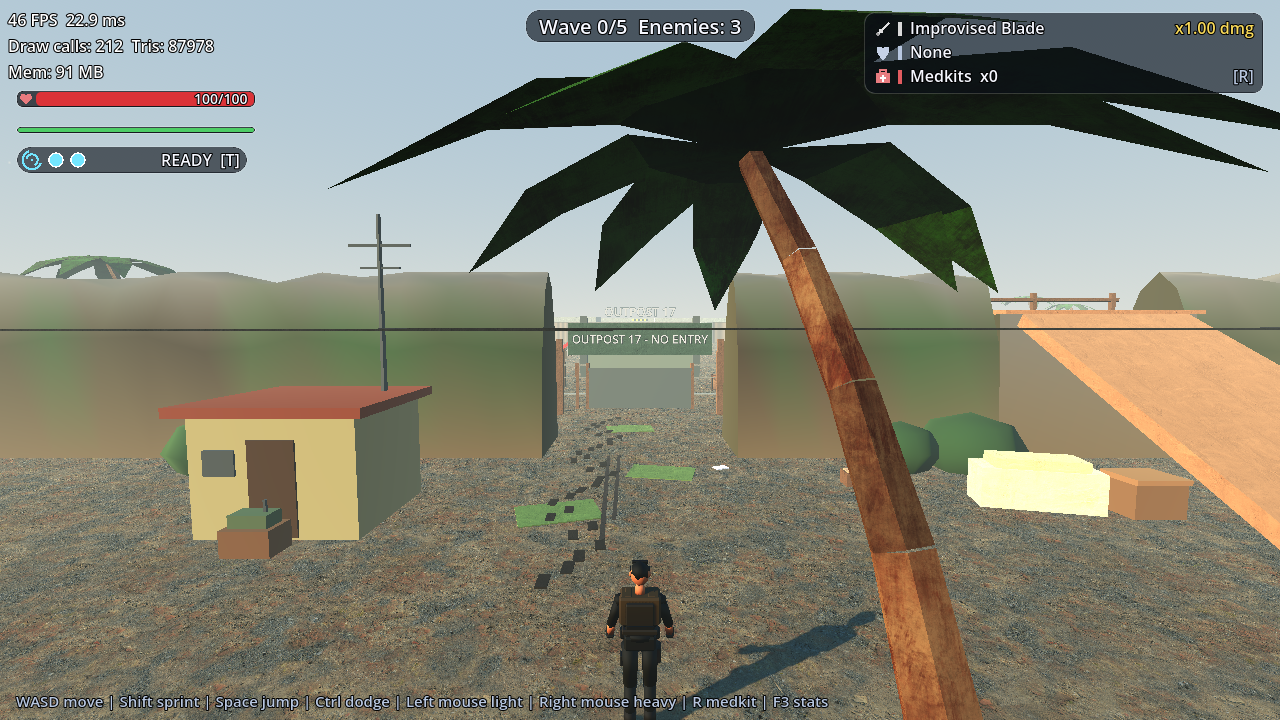 46 FPS 22.9 ms
Draw calls: 212 Tris: 87978
Mem: 91 MB
100/100
READY [T]
Wave 0/5 Enemies: 3
Improvised Blade x1.00 dmg
None
Medkits x0 [R]
OUTPOST 17
OUTPOST 17 - NO ENTRY
WASD move | Shift sprint | Space jump | Ctrl dodge | Left mouse light | Right mouse heavy | R medkit | F3 stats